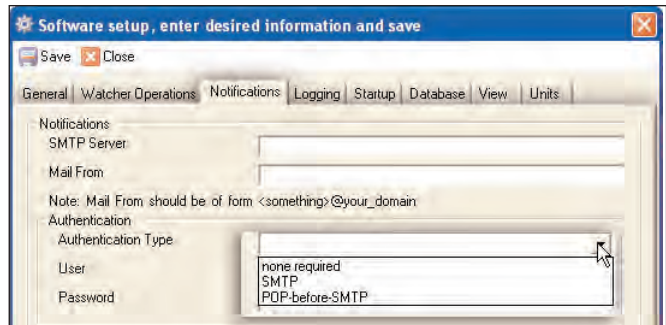 Software setup, enter desired information and save
Save Close
General Watcher Operations Notifications Logging Startup Database View Units
Notifications
SMTP Server
Mail From
Note: Mail From should be of form <something>@your_domain
Authentication
Authentication Type
User
none required
SMTP
Password
POP-before-SMTP